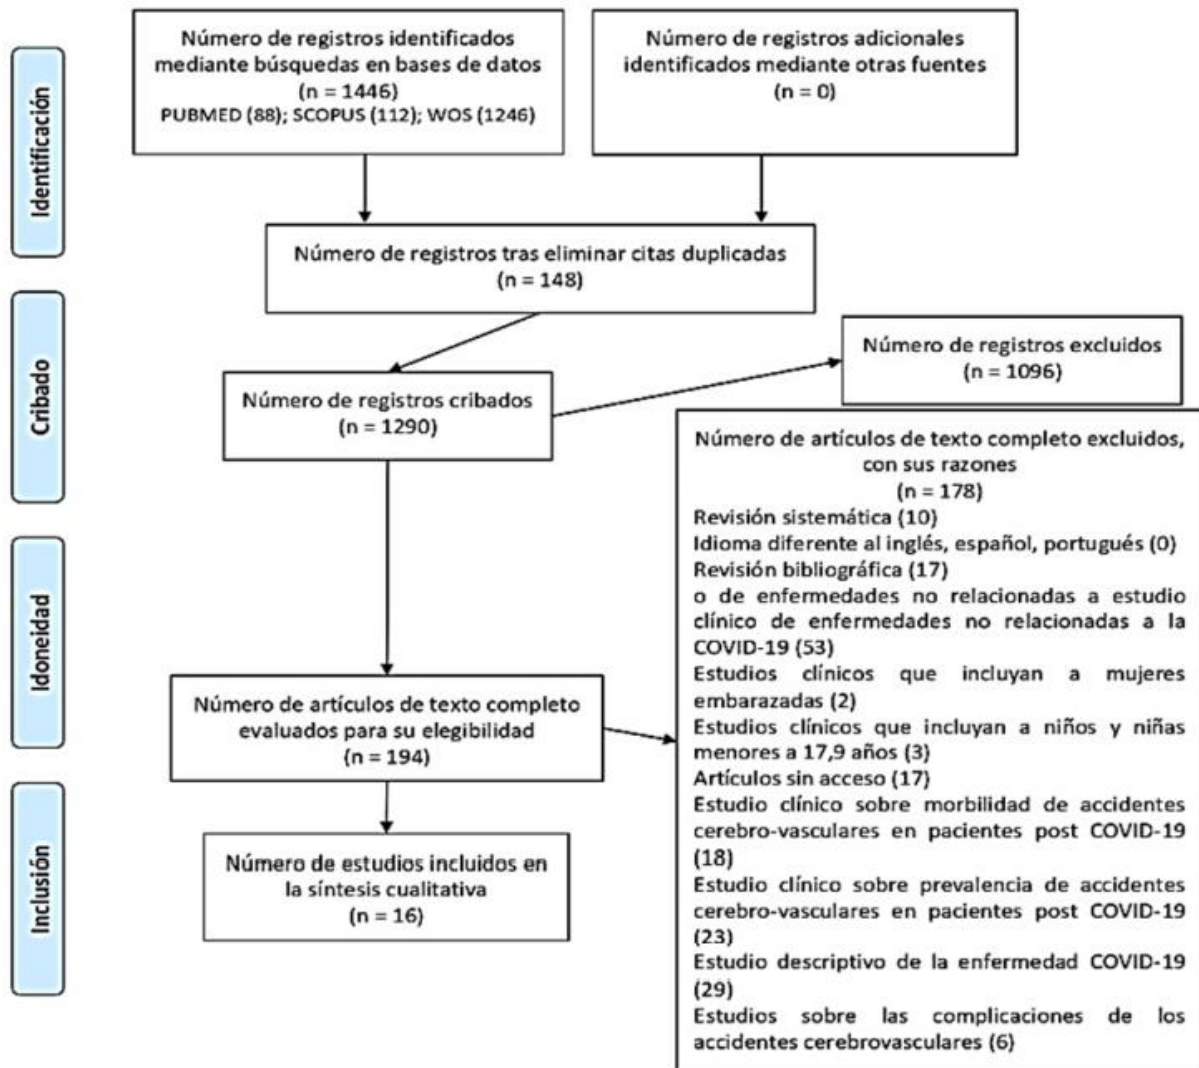 Identificación
Número de registros identificados
mediante búsquedas en bases de datos
(n = 1446)
PUBMED (88); SCOPUS (112); WOS (1246)
Número de registros adicionales
identificados mediante otras fuentes
(n = 0)
Número de registros tras eliminar citas duplicadas
(n = 148)
Cribado
Número de registros cribados
(n = 1290)
Número de registros excluidos
(n = 1096)
Idoneidad
Número de artículos de texto completo
evaluados para su elegibilidad
(n = 194)
Número de artículos de texto completo excluidos,
con sus razones
(n = 178)
Revisión sistemática (10)
Idioma diferente al inglés, español, portugués (0)
Revisión bibliográfica (17)
o de enfermedades no relacionadas a estudio
clínico de enfermedades no relacionadas a la
COVID-19 (53)
Estudios clínicos que incluyan a mujeres
embarazadas (2)
Estudios clínicos que incluyan a niños y niñas
menores a 17,9 años (3)
Artículos sin acceso (17)
Estudio clínico sobre morbilidad de accidentes
cerebro-vasculares en pacientes post COVID-19
(18)
Estudio clínico sobre prevalencia de accidentes
cerebro-vasculares en pacientes post COVID-19
(23)
Estudio descriptivo de la enfermedad COVID-19
(29)
Estudios sobre las complicaciones de los
accidentes cerebrovasculares (6)
Inclusión
Número de estudios incluidos en
la síntesis cualitativa
(n = 16)